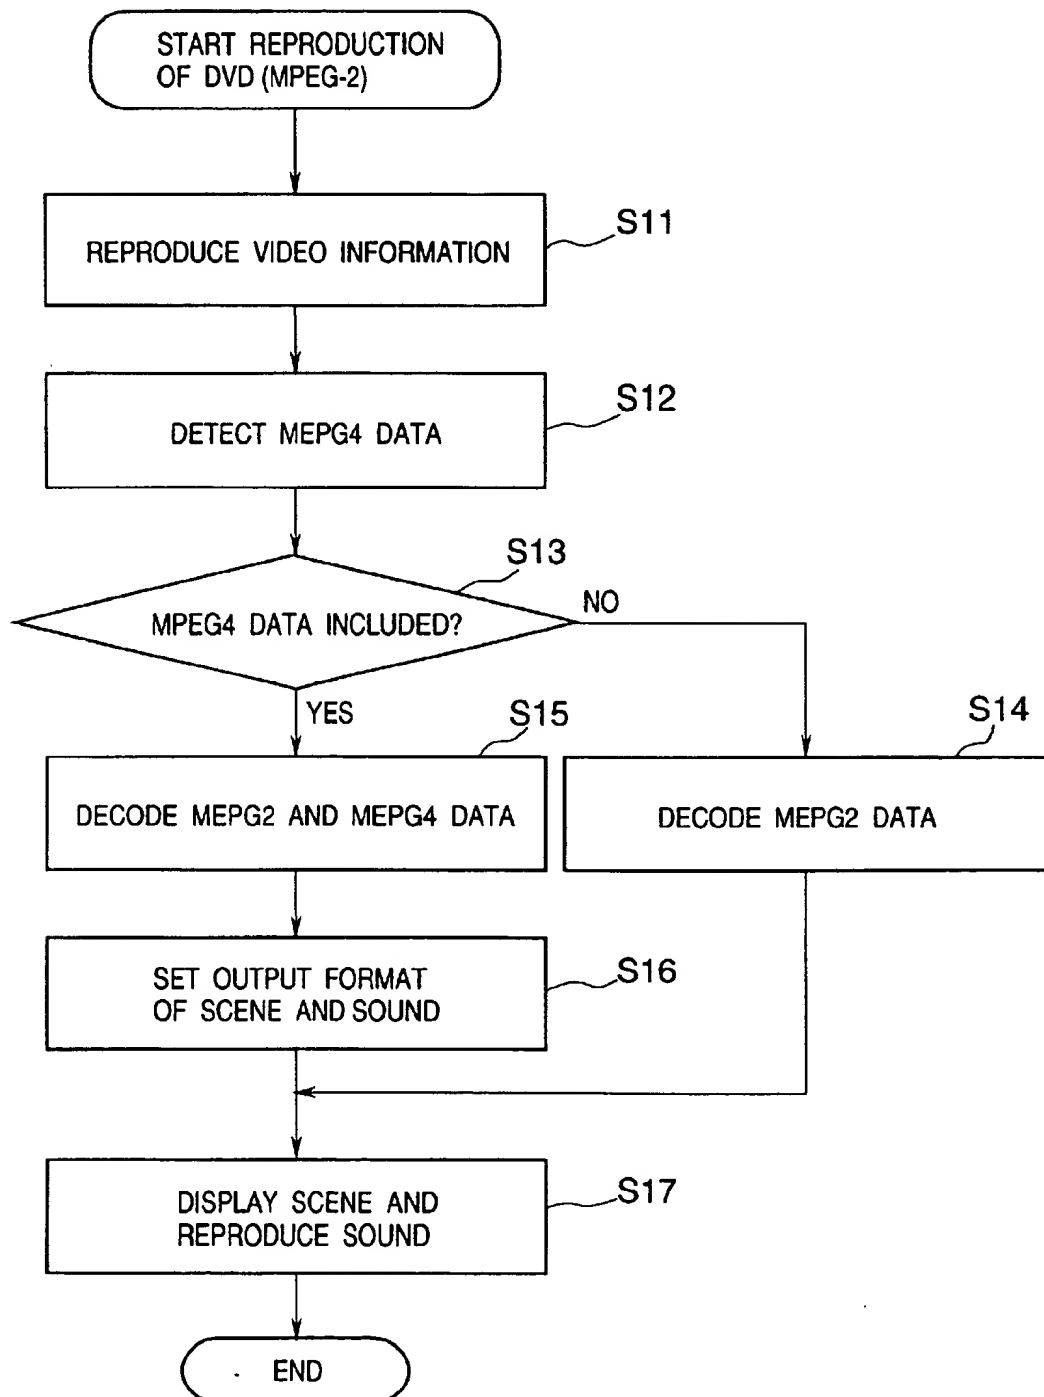 START REPRODUCTION
OF DVD (MPEG-2)
S11
REPRODUCE VIDEO INFORMATION
S12
DETECT MEPG4 DATA
S13
MPEG4 DATA INCLUDED?
NO
YES
S15
S14
DECODE MEPG2 AND MEPG4 DATA
DECODE MEPG2 DATA
SET OUTPUT FORMAT
OF SCENE AND SOUND
S16
DISPLAY SCENE AND
REPRODUCE SOUND
S17
END